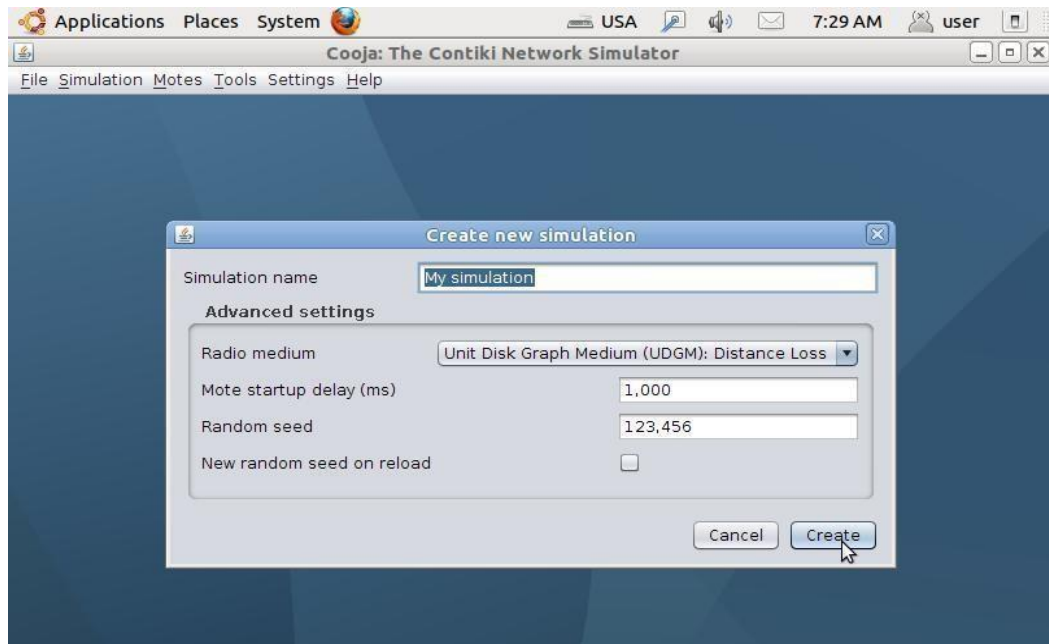 Applications Places System USA 7:29 AM user
Cooja: The Contiki Network Simulator
File Simulation Motes Tools Settings Help
Create new simulation
Simulation name My simulation
Advanced settings
Radio medium Unit Disk Graph Medium (UDGM): Distance Loss
Mote startup delay (ms) 1,000
Random seed 123,456
New random seed on reload
Cancel Create